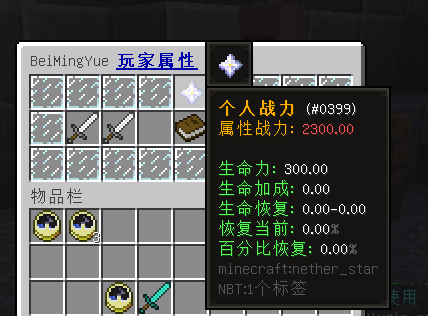 BeiMingYue 玩家属性
个人战力 (#0399)
属性战力: 2300.00
生命力: 300.00
生命加成: 0.00
生命恢复: 0.00-0.00
恢复当前: 0.00%
百分比恢复: 0.00%
minecraft:nether_star
NBT:1个标签
物品栏
使用